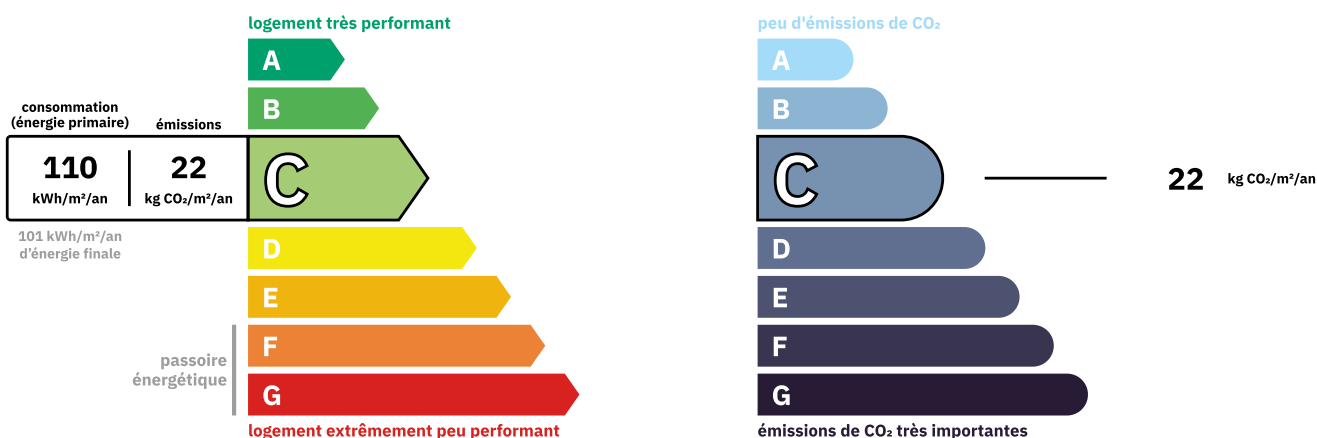 logement très performant
A
B
consommation
(énergie primaire)
émissions
110
kWh/m²/an
22
kg CO₂/m²/an
C
101 kWh/m²/an
d'énergie finale
D
E
passoire
énergétique
F
G
logement extrêmement peu performant
peu d'émissions de CO₂
A
B
C
22 kg CO₂/m²/an
D
E
F
G
émissions de CO₂ très importantes